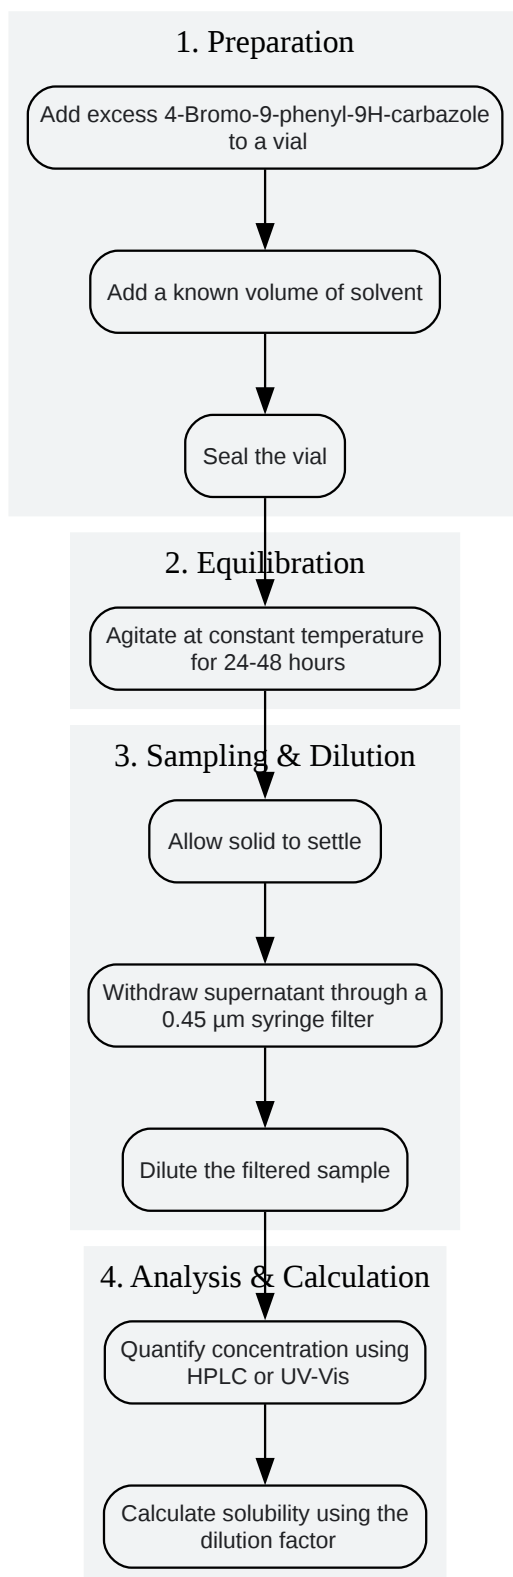 1. Preparation
Add excess 4-Bromo-9-phenyl-9H-carbazole
to a vial
Add a known volume of solvent
Seal the vial
2. Equilibration
Agitate at constant temperature
for 24-48 hours
3. Sampling & Dilution
Allow solid to settle
Withdraw supernatant through a
0.45 µm syringe filter
Dilute the filtered sample
4. Analysis & Calculation
Quantify concentration using
HPLC or UV-Vis
Calculate solubility using the
dilution factor